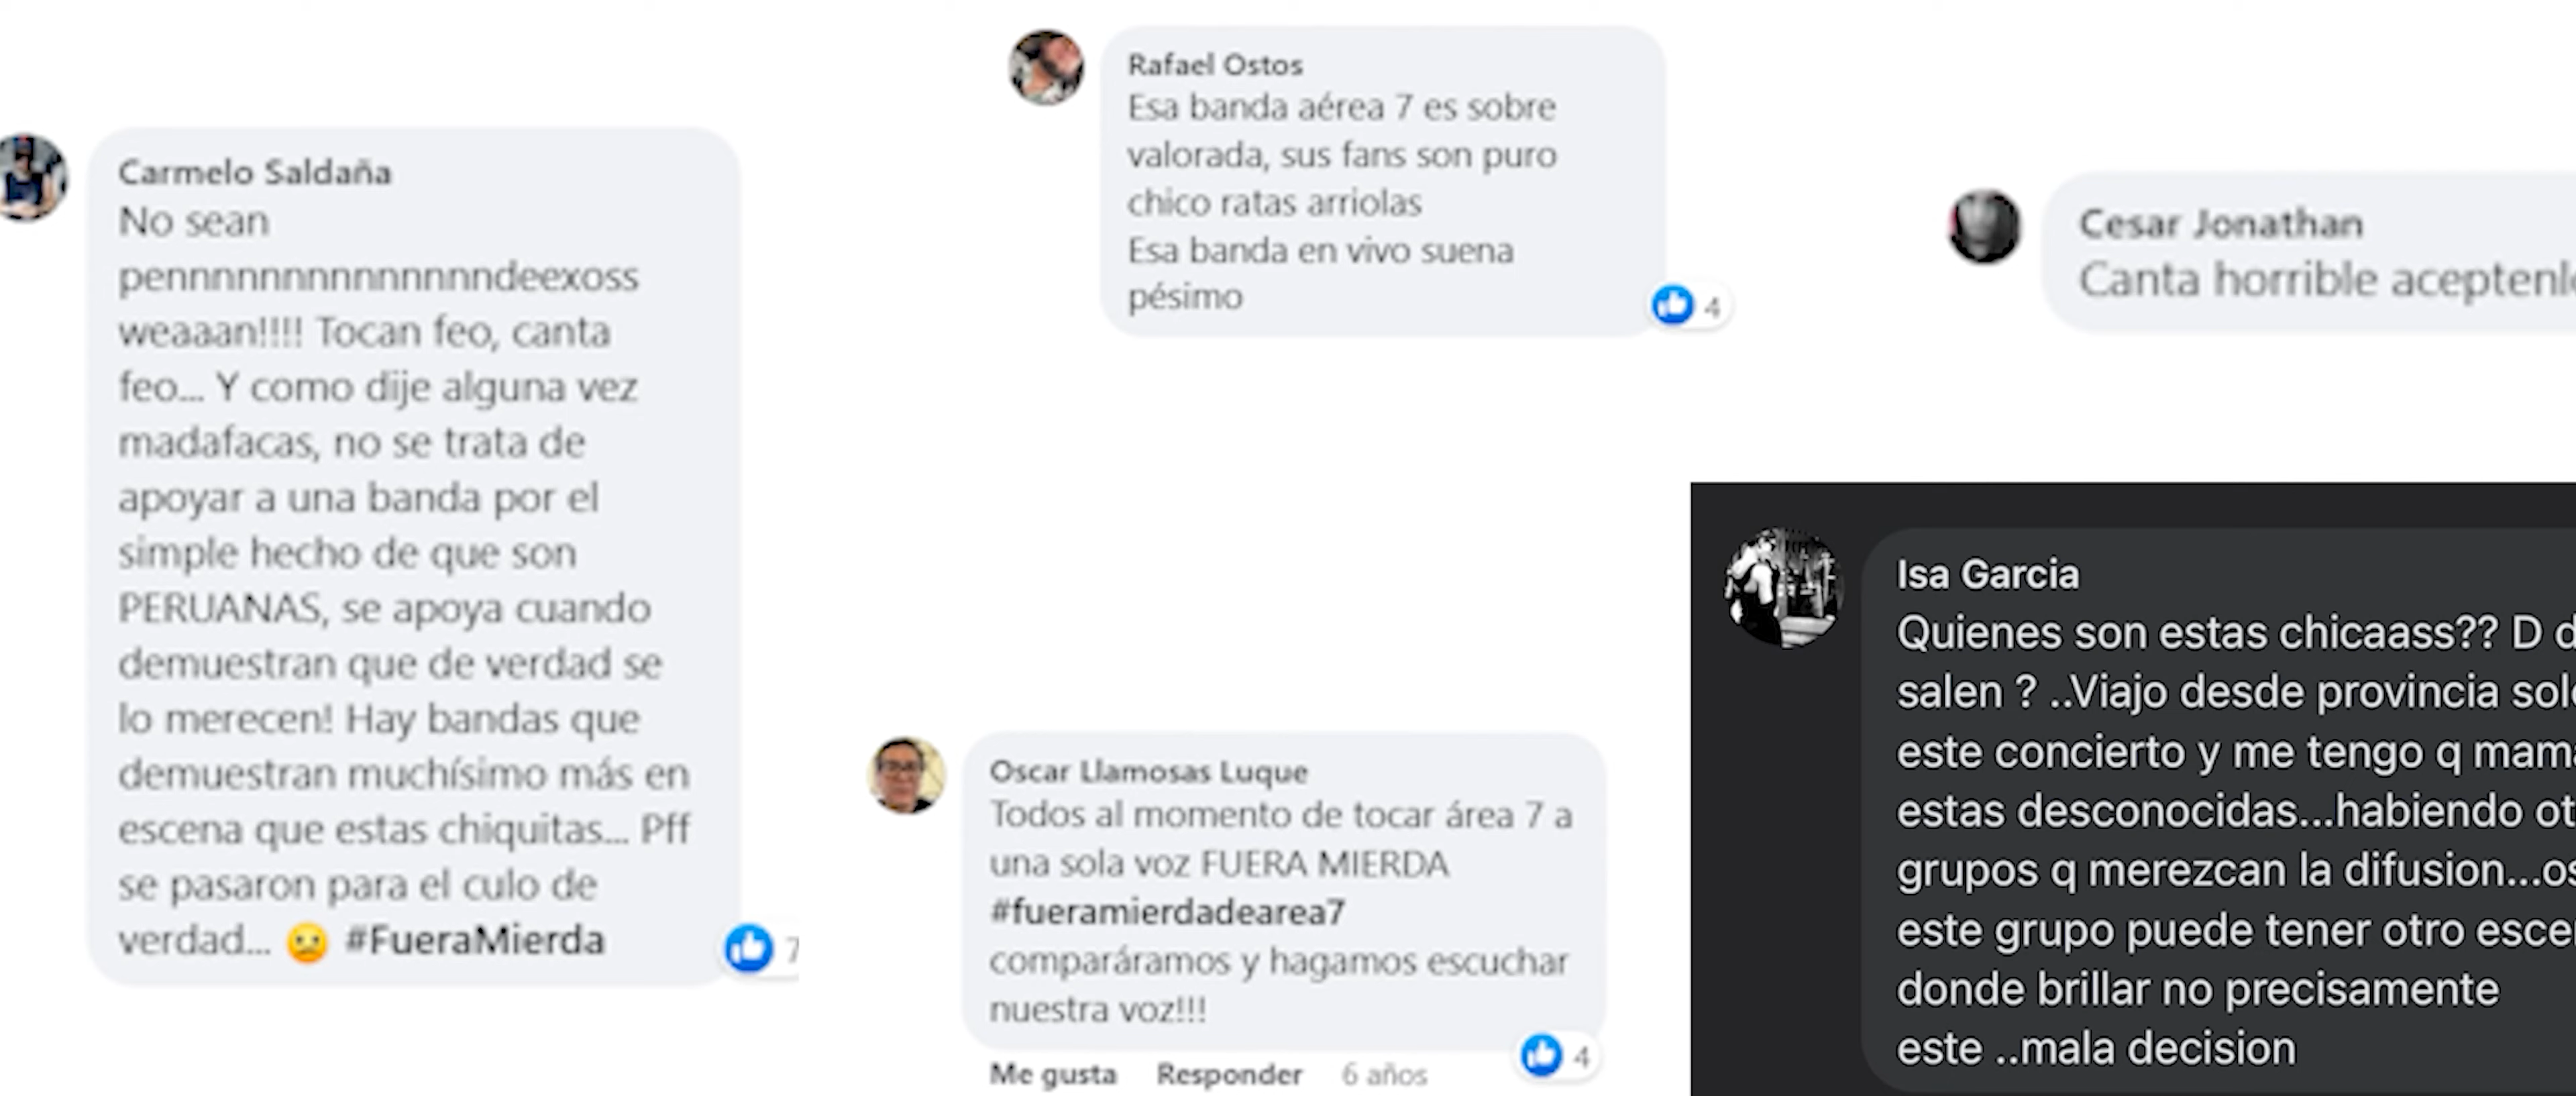 Carmelo Saldaña
No sean
pennnnnnnnnnnnnndeexoss
weaaan!!!! Tocan feo, canta
feo... Y como dije alguna vez
madafacas, no se trata de
apoyar a una banda por el
simple hecho de que son
PERUANAS, se apoya cuando
demuestran que de verdad se
lo merecen! Hay bandas que
demuestran muchísimo más en
escena que estas chiquitas... Pff
se pasaron para el culo de
verdad... 😠 #FueraMierda
7
Rafael Ostos
Esa banda aérea 7 es sobre
valorada, sus fans son puro
chico ratas arriolas
Esa banda en vivo suena
pésimo
4
Cesar Jonathan
Canta horrible aceptenl
Oscar Llamosas Luque
Todos al momento de tocar área 7 a
una sola voz FUERA MIERDA
#fueramierdadearea7
comparáramos y hagamos escuchar
nuestra voz!!!
4
Me gusta Responder 6 años
Isa Garcia
Quienes son estas chicaass?? D d
salen ? ..Viajo desde provincia sol
este concierto y me tengo q mam
estas desconocidas...habiendo ot
grupos q merezcan la difusion...os
este grupo puede tener otro esce
donde brillar no precisamente
este ..mala decision